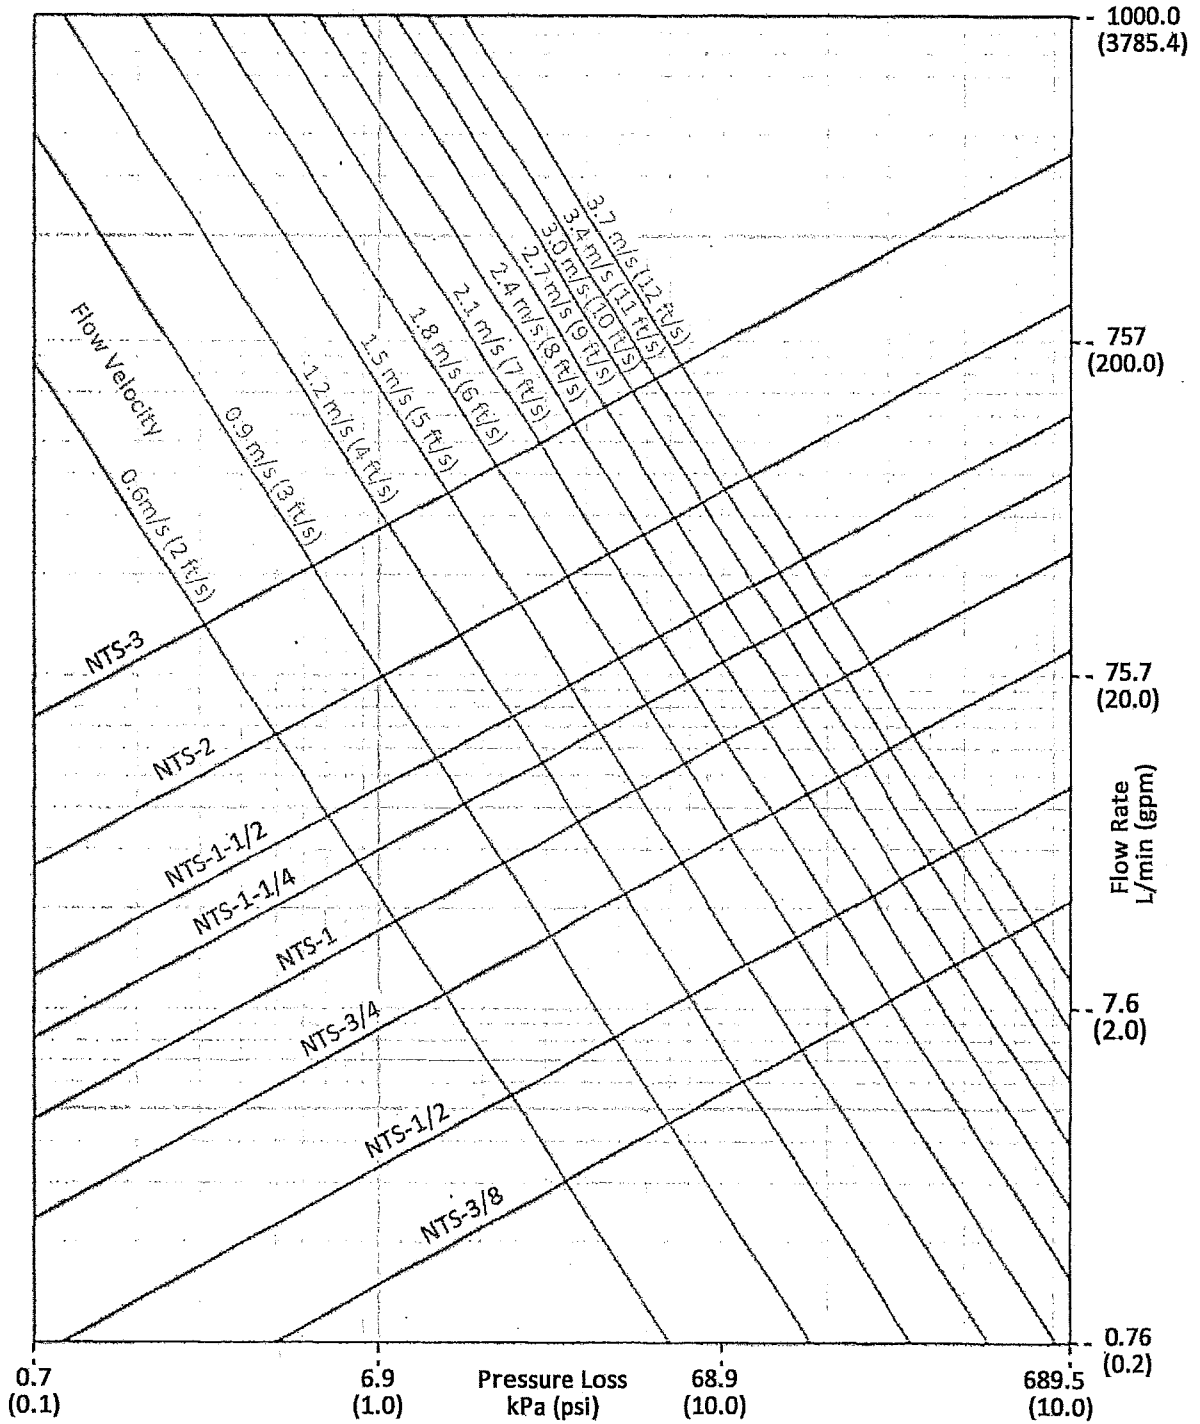 1000.0
(3785.4)
3.7 m/s (12 ft/s)
3.4 m/s (11 ft/s)
3.0 m/s (10 ft/s)
2.7 m/s (9 ft/s)
2.4 m/s (8 ft/s)
2.1 m/s (7 ft/s)
1.8 m/s (6 ft/s)
1.5 m/s (5 ft/s)
1.2 m/s (4 ft/s)
0.9 m/s (3 ft/s)
0.6m/s (2 ft/s)
Flow Velocity
757
(200.0)
NTS-3
NTS-2
NTS-1-1/2
NTS-1-1/4
NTS-1
NTS-3/4
NTS-1/2
NTS-3/8
75.7
(20.0)
Flow Rate
L/min (gpm)
7.6
(2.0)
0.76
(0.2)
0.7
(0.1)
6.9
(1.0)
Pressure Loss
kPa (psi)
68.9
(10.0)
689.5
(10.0)